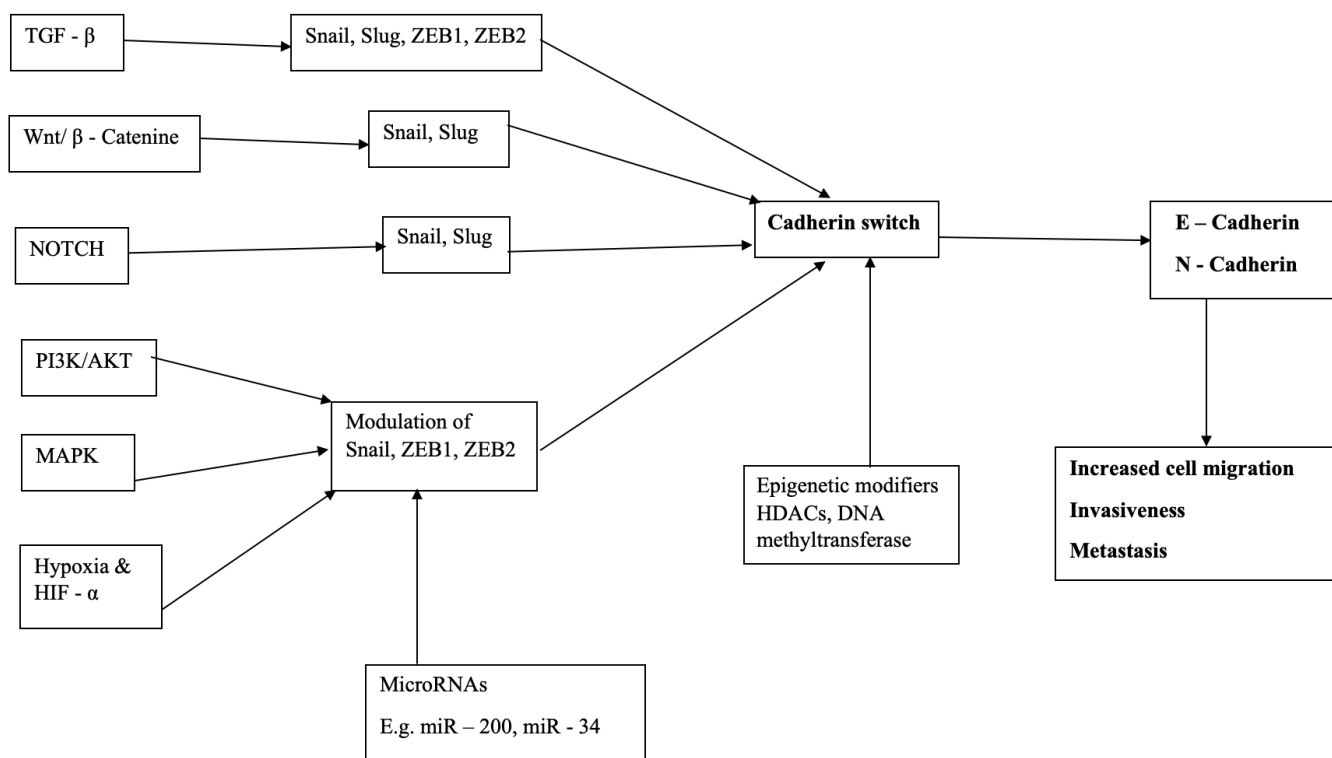 TGF - β
Snail, Slug, ZEB1, ZEB2
Wnt/ β - Catenine
Snail, Slug
NOTCH
Snail, Slug
Cadherin switch
E – Cadherin
N - Cadherin
PI3K/AKT
MAPK
Hypoxia &
HIF - α
Modulation of
Snail, ZEB1, ZEB2
MicroRNAs
E.g. miR – 200, miR - 34
Epigenetic modifiers
HDACs, DNA
methyltransferase
Increased cell migration
Invasiveness
Metastasis